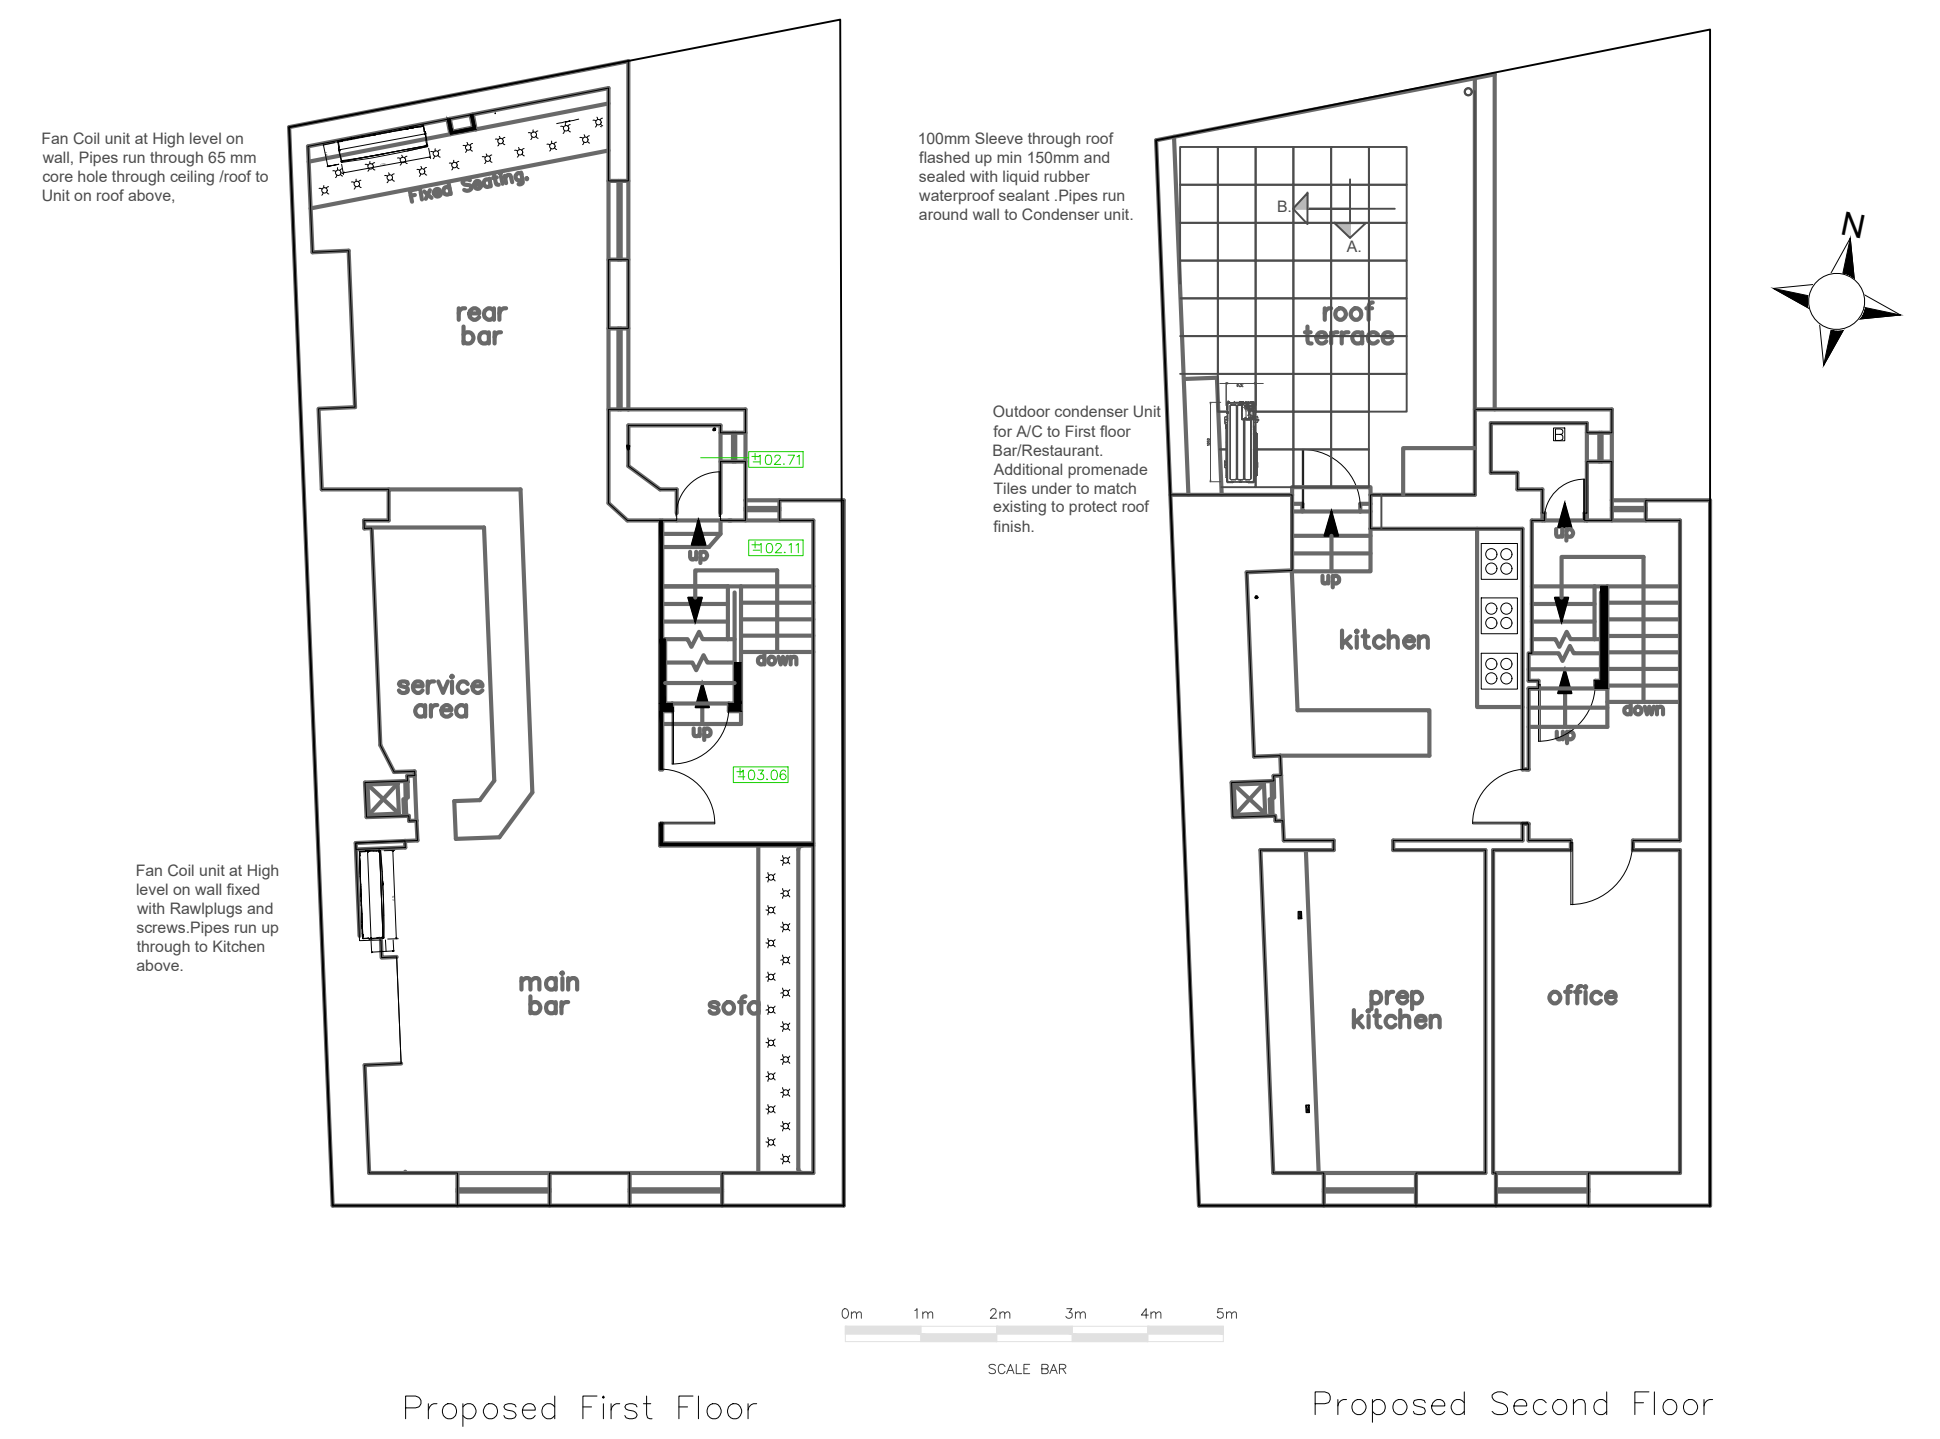 Fan Coil unit at High level on
wall, Pipes run through 65 mm
core hole through ceiling /roof to
Unit on roof above,
Fixed Seating.
rear
bar
±102.71
±102.11
up
down
service
area
up
±103.06
Fan Coil unit at High
level on wall fixed
with Rawlplugs and
screws.Pipes run up
through to Kitchen
above.
main
bar
sofa
100mm Sleeve through roof
flashed up min 150mm and
sealed with liquid rubber
waterproof sealant .Pipes run
around wall to Condenser unit.
B.
A.
roof
terrace
N
Outdoor condenser Unit
for A/C to First floor
Bar/Restaurant.
Additional promenade
Tiles under to match
existing to protect roof
finish.
B
up
up
kitchen
down
up
prep
kitchen
office
0m 1m 2m 3m 4m 5m
SCALE BAR
Proposed First Floor
Proposed Second Floor